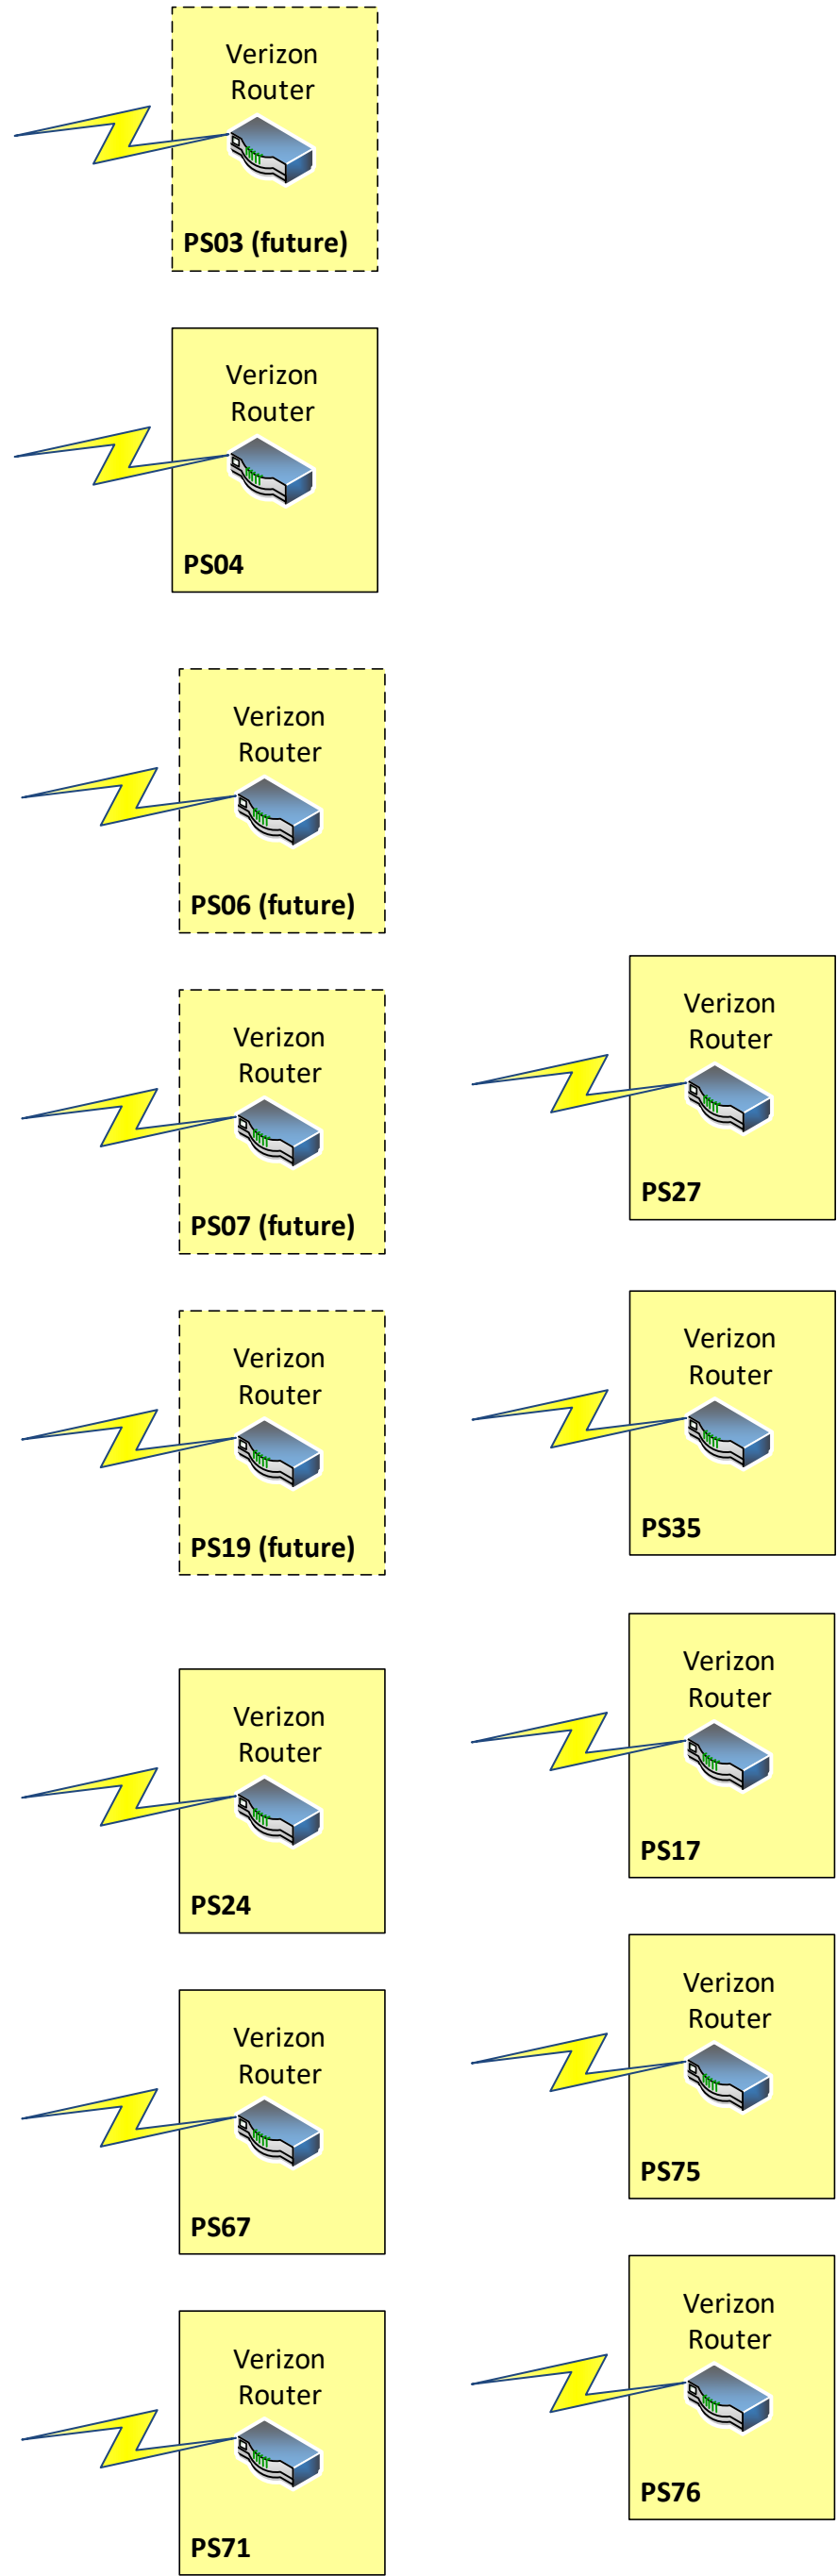 Verizon
Router
PS03 (future)
Verizon
Router
PS04
Verizon
Router
PS06 (future)
Verizon
Router
PS07 (future)
Verizon
Router
PS19 (future)
Verizon
Router
PS24
Verizon
Router
PS67
Verizon
Router
PS71
Verizon
Router
PS27
Verizon
Router
PS35
Verizon
Router
PS17
Verizon
Router
PS75
Verizon
Router
PS76